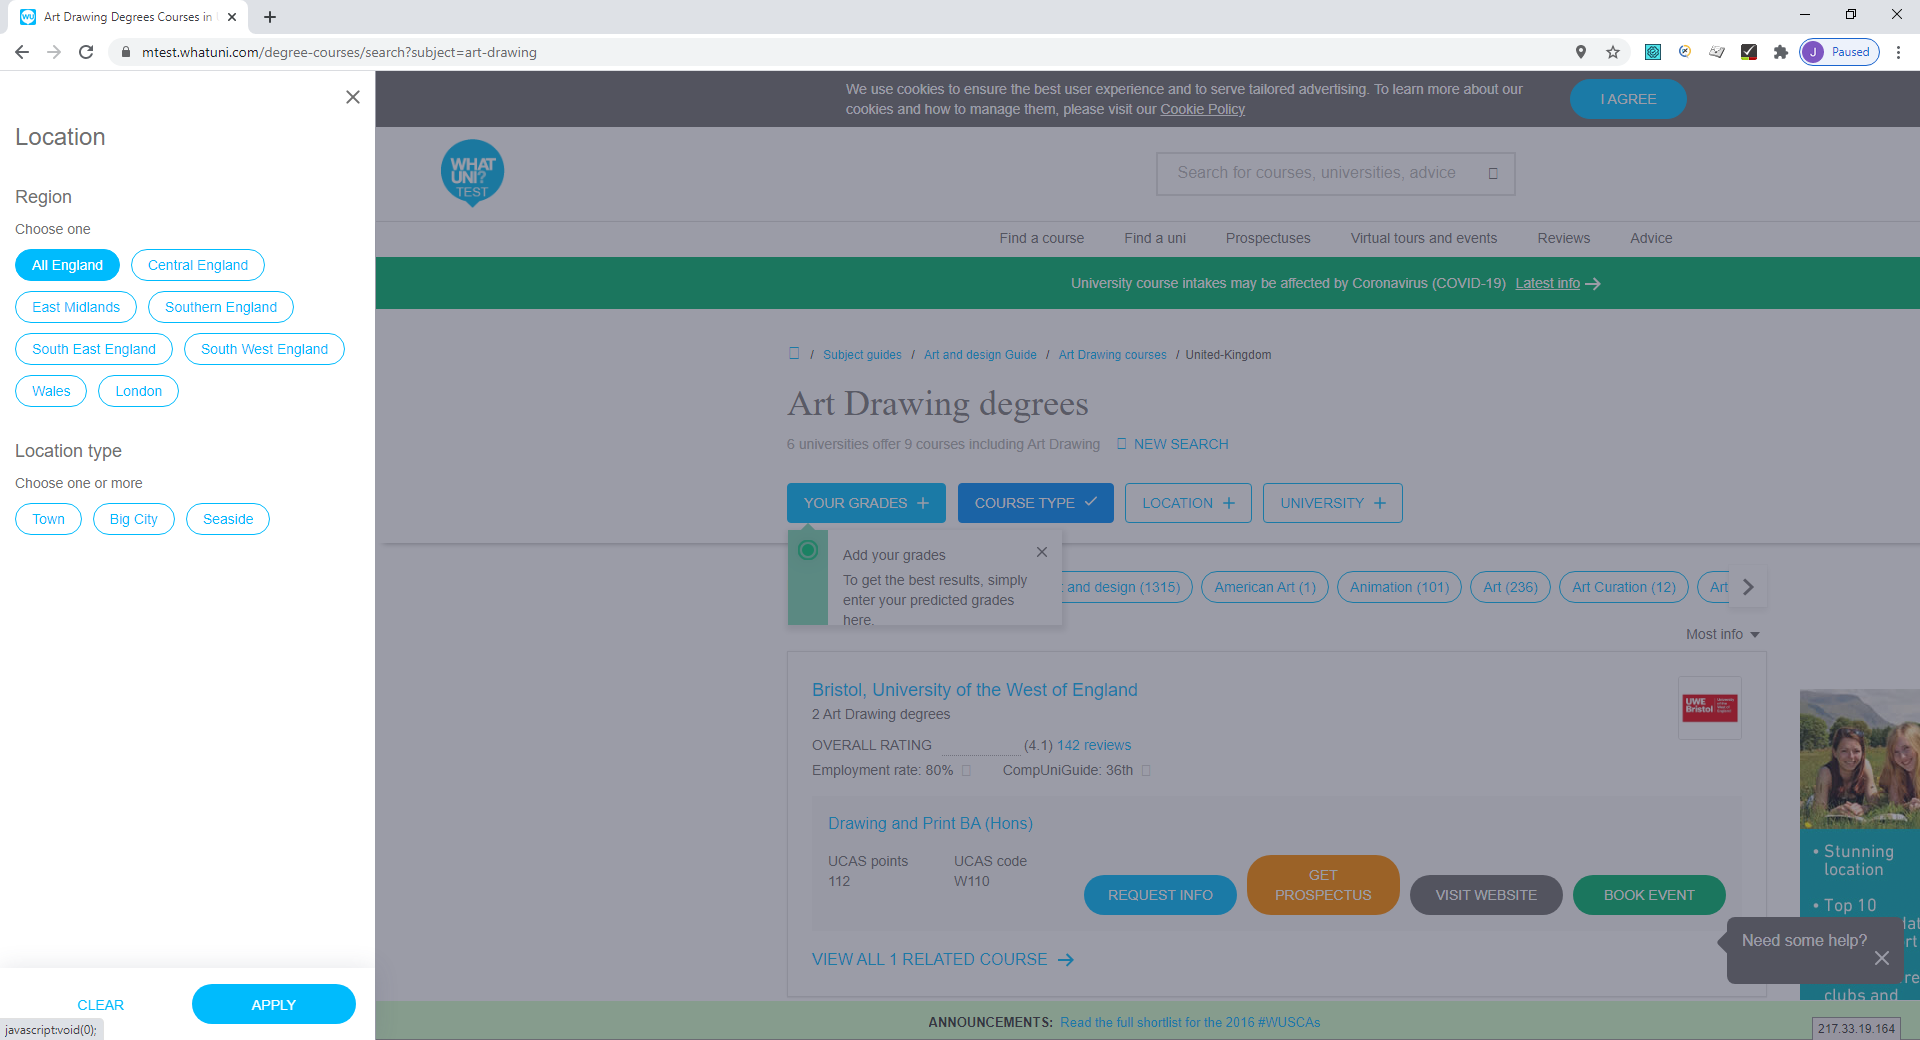 Art Drawing Degrees Courses in
mtest.whatuni.com/degree-courses/search?subject=art-drawing
J Paused
Location
Region
Choose one
All England
Central England
East Midlands
Southern England
South East England
South West England
Wales
London
Location type
Choose one or more
Town
Big City
Seaside
CLEAR
APPLY
javascript:void(0);
We use cookies to ensure the best user experience and to serve tailored advertising. To learn more about our
cookies and how to manage them, please visit our Cookie Policy
I AGREE
WHAT
UNI?
TEST
Search for courses, universities, advice
Find a course
Find a uni
Prospectuses
Virtual tours and events
Reviews
Advice
University course intakes may be affected by Coronavirus (COVID-19) Latest info
/ Subject guides / Art and design Guide / Art Drawing courses / United-Kingdom
Art Drawing degrees
6 universities offer 9 courses including Art Drawing
NEW SEARCH
YOUR GRADES
COURSE TYPE
LOCATION
UNIVERSITY
Add your grades
To get the best results, simply
enter your predicted grades
here.
and design (1315)
American Art (1)
Animation (101)
Art (236)
Art Curation (12)
Art
Most info
Bristol, University of the West of England
2 Art Drawing degrees
OVERALL RATING (4.1) 142 reviews
Employment rate: 80% CompUniGuide: 36th
UWE
Bristol
Drawing and Print BA (Hons)
UCAS points
112
UCAS code
W110
REQUEST INFO
GET
PROSPECTUS
VISIT WEBSITE
BOOK EVENT
VIEW ALL 1 RELATED COURSE
• Stunning
location
• Top 10
clubs and
Need some help?
ANNOUNCEMENTS: Read the full shortlist for the 2016 #WUSCAs
217.33.19.164